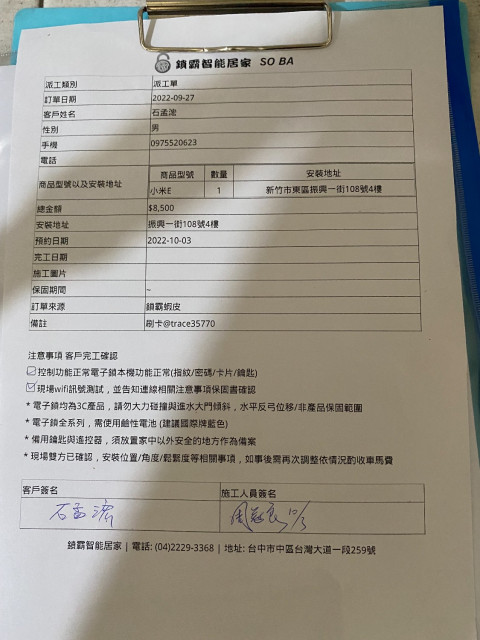 鎖霸智能居家 SO BA
派工類別 派工單
訂單日期 2022-09-27
客戶姓名 石孟浤
性別 男
手機 0975520623
電話
商品型號以及安裝地址 商品型號 數量 安裝地址
小米E 1 新竹市東區振興一街108號4樓
總金額 $8,500
安裝地址 振興一街108號4樓
預約日期 2022-10-03
完工日期
施工圖片
保固期間 –
訂單來源 鎖霸蝦皮
備註 刷卡@trace35770
注意事項 客戶完工確認
控制功能正常電子鎖本機功能正常(指紋/密碼/卡片/鑰匙)
現場wifi訊號測試，並告知連線相關注意事項保固書確認
* 電子鎖均為3C產品，請勿大力碰撞與進水大門傾斜，水平反弓位移/非產品保固範圍
* 電子鎖全系列，需使用鹼性電池 (建議國際牌藍色)
* 備用鑰匙與遙控器，須放置家中以外安全的地方作為備案
* 現場雙方已確認，安裝位置/角度/鬆緊度等相關事項，如事後需再次調整依情況酌收車馬費
客戶簽名 施工人員簽名
石孟浤 10/3
鎖霸智能居家 | 電話: (04)2229-3368 | 地址: 台中市中區台灣大道一段259號